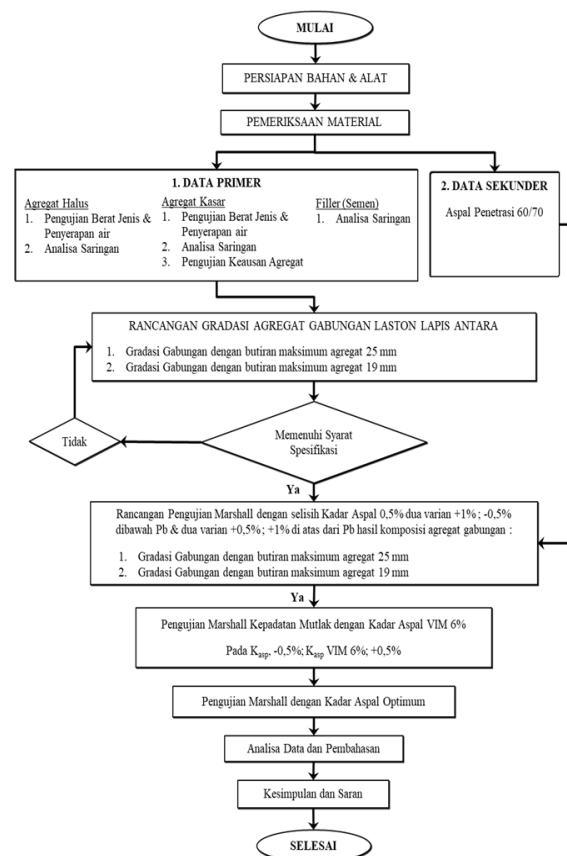 MULAI
PERSIAPAN BAHAN & ALAT
PEMERIKSAAN MATERIAL
1. DATA PRIMER
Agregat Halus
1. Pengujian Berat Jenis &
Penyerapan air
2. Analisa Saringan
Agregat Kasar
1. Pengujian Berat Jenis &
Penyerapan air
2. Analisa Saringan
3. Pengujian Keausan Agregat
Filler (Semen)
1. Analisa Saringan
2. DATA SEKUNDER
Aspal Penetrasi 60/70
RANCANGAN GRADASI AGREGAT GABUNGAN LASTON LAPIS ANTARA
1. Gradasi Gabungan dengan butiran maksimum agregat 25 mm
2. Gradasi Gabungan dengan butiran maksimum agregat 19 mm
Memenuhi Syarat
Spesifikasi
Tidak
Ya
Rancangan Pengujian Marshall dengan selisih Kadar Aspal 0,5% dua varian +1% ; -0,5%
dibawah Pb & dua varian +0,5% ; +1% di atas dari Pb hasil komposisi agregat gabungan :
1. Gradasi Gabungan dengan butiran maksimum agregat 25 mm
2. Gradasi Gabungan dengan butiran maksimum agregat 19 mm
Ya
Pengujian Marshall Kepadatan Mutlak dengan Kadar Aspal VIM 6%
Pada Kasp. -0,5%; Kasp VIM 6%; +0,5%
Pengujian Marshall dengan Kadar Aspal Optimum
Analisa Data dan Pembahasan
Kesimpulan dan Saran
SELESAI